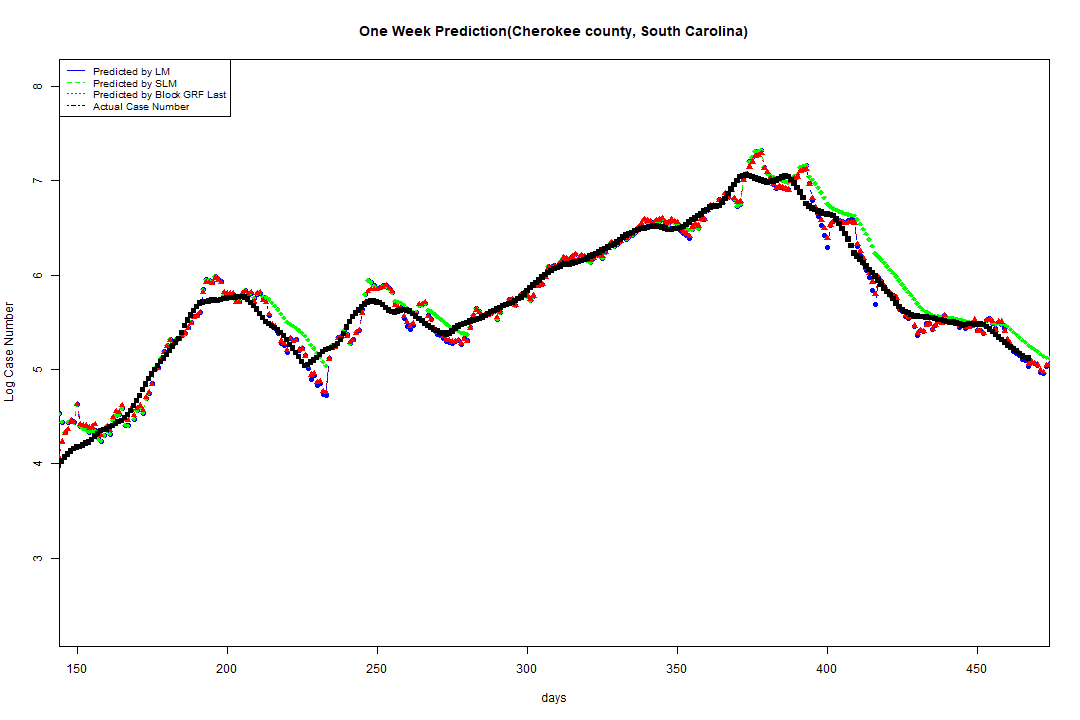 One Week Prediction(Cherokee county, South Carolina)
Predicted by LM
Predicted by SLM
Predicted by Block GRF Last
Actual Case Number
8
7
6
5
4
3
Log Case Number
150 200 250 300 350 400 450
days